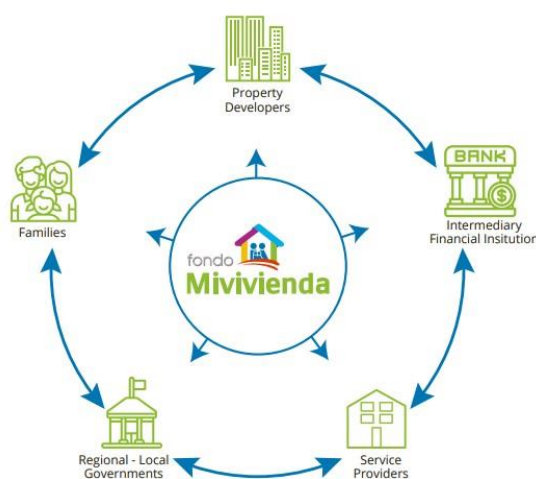 Property
Developers
BANK
Families
Intermediary
Financial Insitution
fondo
Mivivienda
$
Regional - Local
Governments
Service
Providers